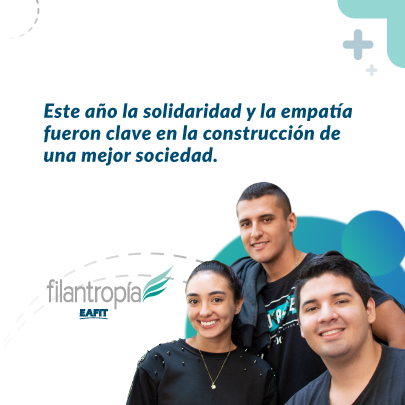 Este año la solidaridad y la empatía
fueron clave en la construcción de
una mejor sociedad.
filantropía
EAFIT